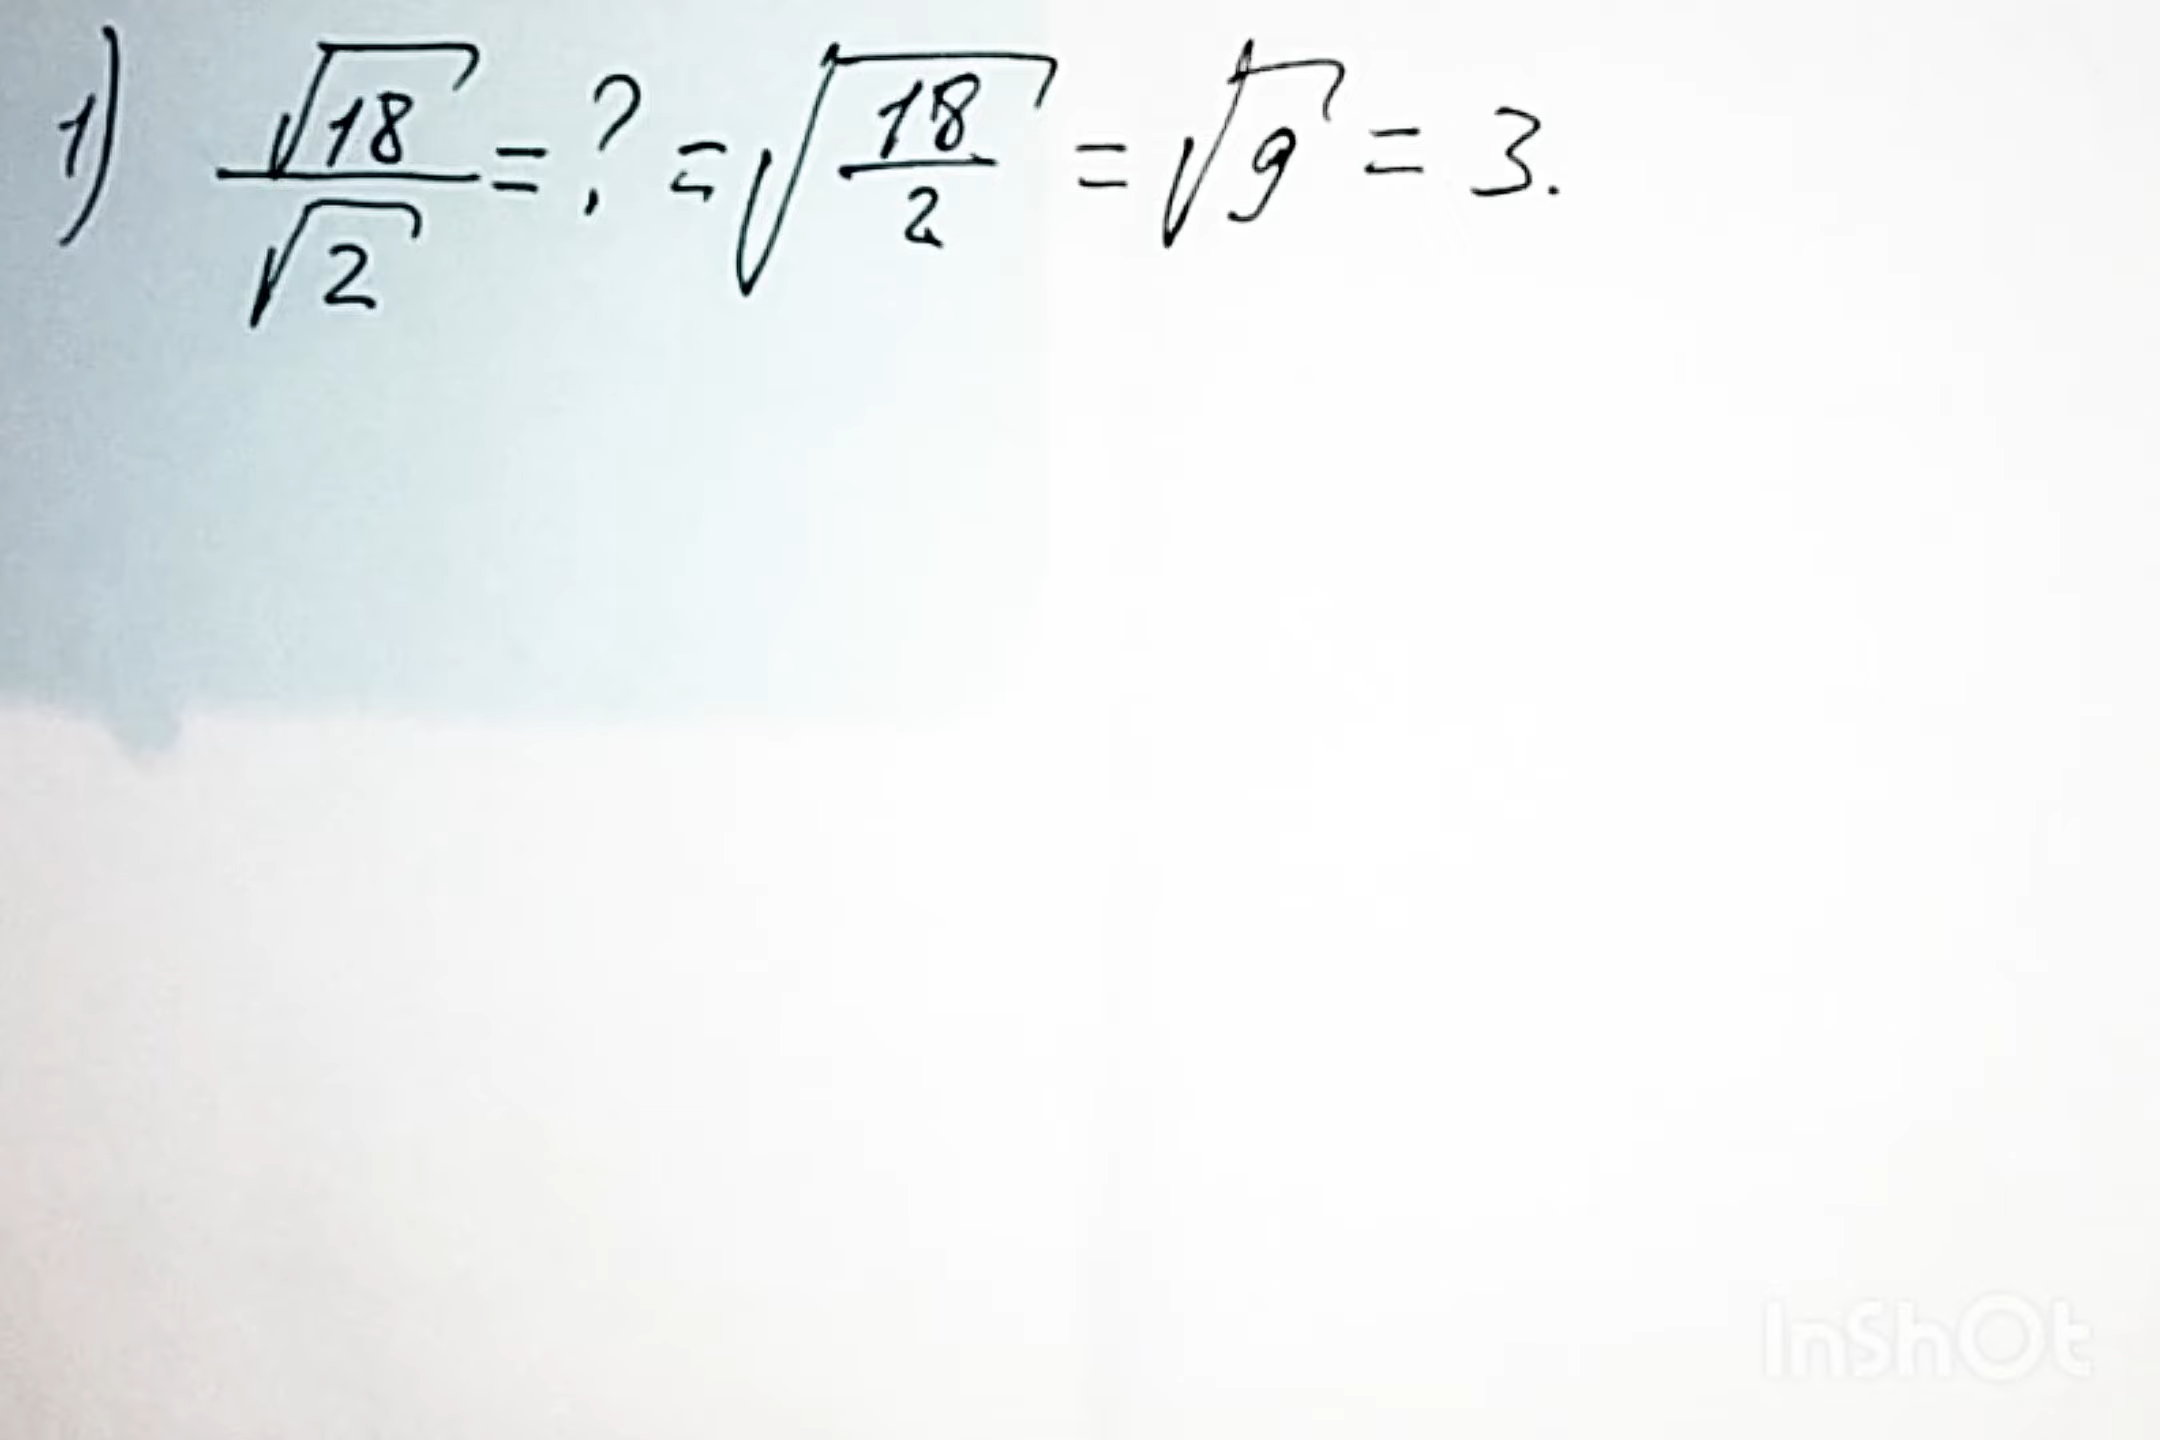 1) √18/√2 = ? = √(18/2) = √9 = 3.
InShOt